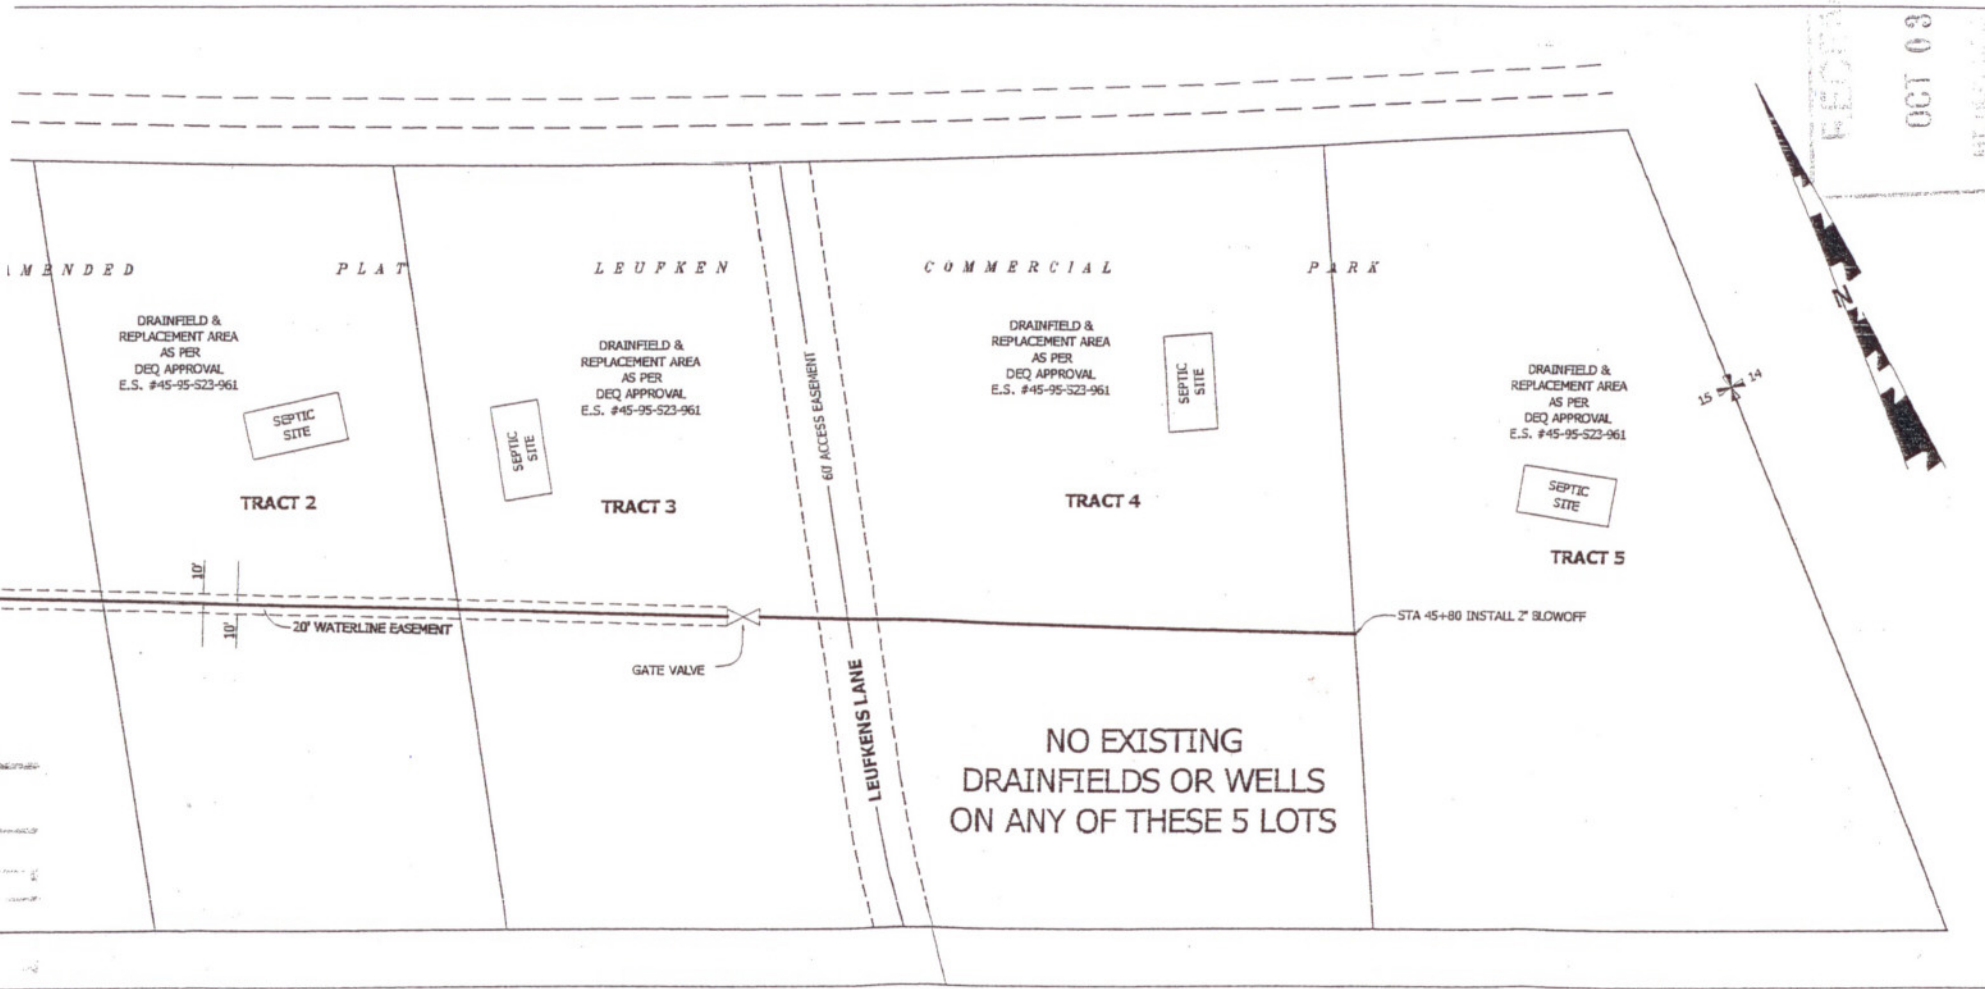 OCT 03
AMENDED PLAT LEUFKEN COMMERCIAL PARK
DRAINFIELD &
REPLACEMENT AREA
AS PER
DEQ APPROVAL
E.S. #45-95-S23-961
SEPTIC
SITE
TRACT 2
DRAINFIELD &
REPLACEMENT AREA
AS PER
DEQ APPROVAL
E.S. #45-95-S23-961
SEPTIC
SITE
TRACT 3
60' ACCESS EASEMENT
DRAINFIELD &
REPLACEMENT AREA
AS PER
DEQ APPROVAL
E.S. #45-95-S23-961
SEPTIC
SITE
TRACT 4
DRAINFIELD &
REPLACEMENT AREA
AS PER
DEQ APPROVAL
E.S. #45-95-S23-961
SEPTIC
SITE
TRACT 5
15 14
N
10'
10'
20' WATERLINE EASEMENT
GATE VALVE
STA 45+80 INSTALL 2" BLOWOFF
LEUFKENS LANE
NO EXISTING
DRAINFIELDS OR WELLS
ON ANY OF THESE 5 LOTS